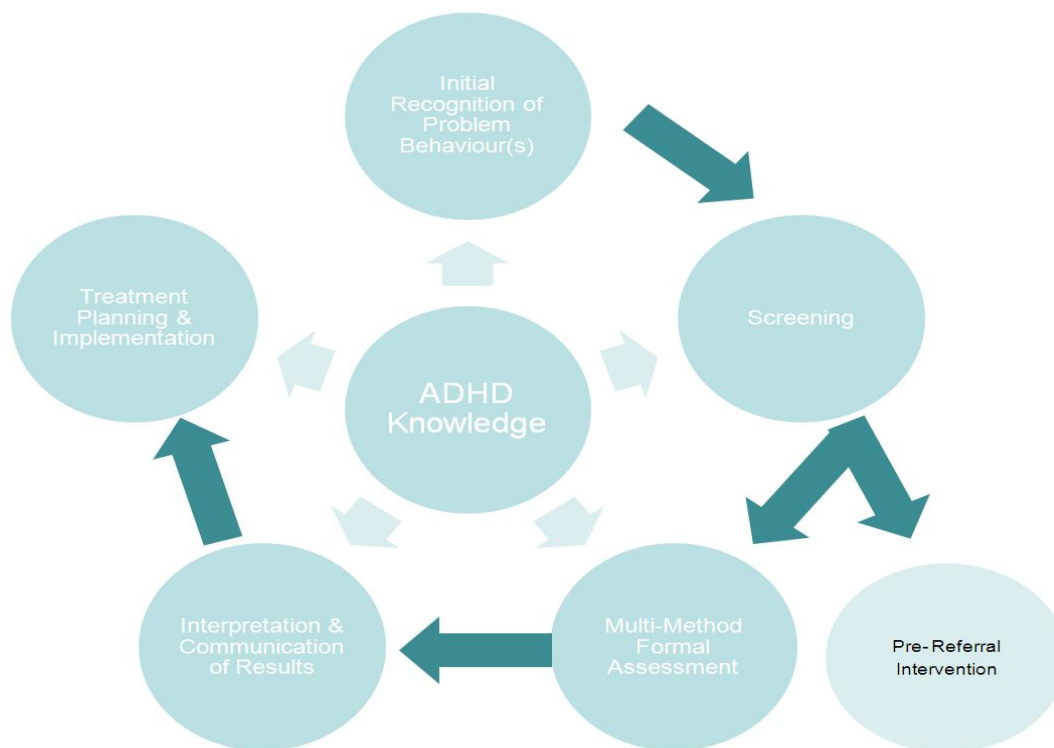 Initial
Recognition of
Problem
Behaviour(s)
Treatment
Planning &
Implementation
Screening
ADHD
Knowledge
Interpretation &
Communication
of Results
Multi-Method
Formal
Assessment
Pre-Referral
Intervention